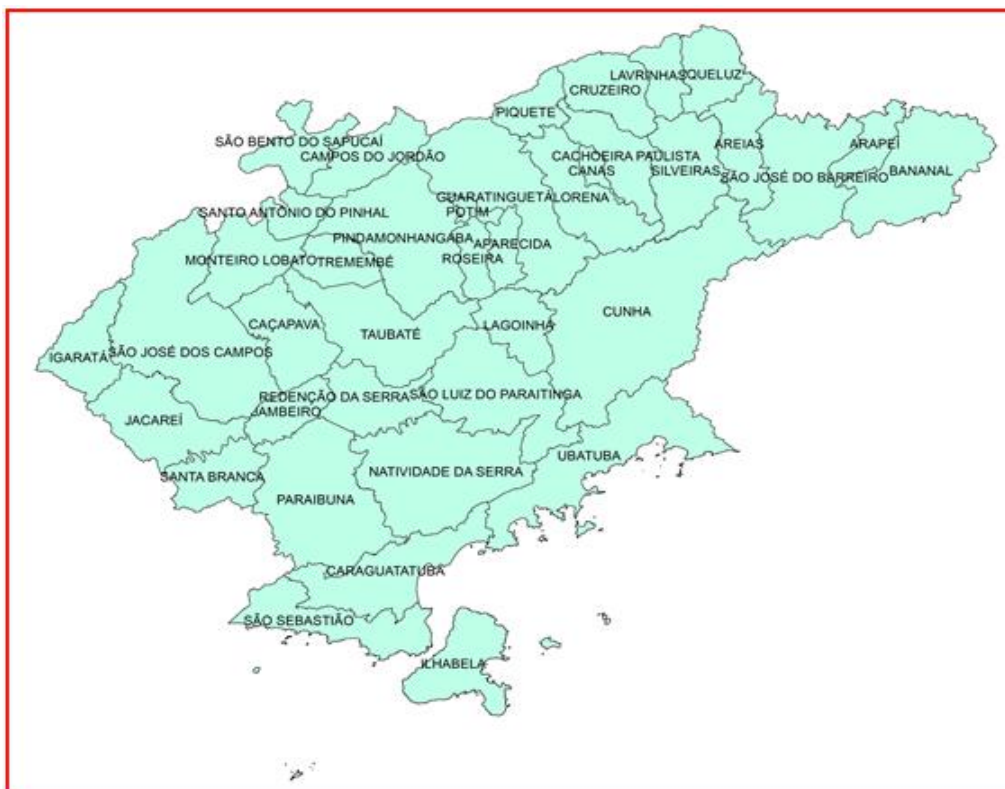 LAVRINHAS
QUELUZ
CRUZEIRO
PIQUETE
SÃO BENTO DO SAPUCAÍ
CAMPOS DO JORDÃO
AREIAS
ARAPEÍ
CACHOEIRA PAULISTA
CANAS
SILVEIRAS
SÃO JOSÉ DO BARREIRO
BANANAL
GUARATINGUETÁ
LORENA
POTIM
SANTO ANTÔNIO DO PINHAL
PINDAMONHANGABA
APARECIDA
ROSEIRA
MONTEIRO LOBATO
TREMEMBÉ
CUNHA
CAÇAPAVA
TAUBATÉ
LAGOINHA
IGARATÁ
SÃO JOSÉ DOS CAMPOS
REDENÇÃO DA SERRA
SÃO LUIZ DO PARAITINGA
JAMBEIRO
JACAREÍ
UBATUBA
NATIVIDADE DA SERRA
SANTA BRANCA
PARAIBUNA
CARAGUATATUBA
SÃO SEBASTIÃO
ILHABELA